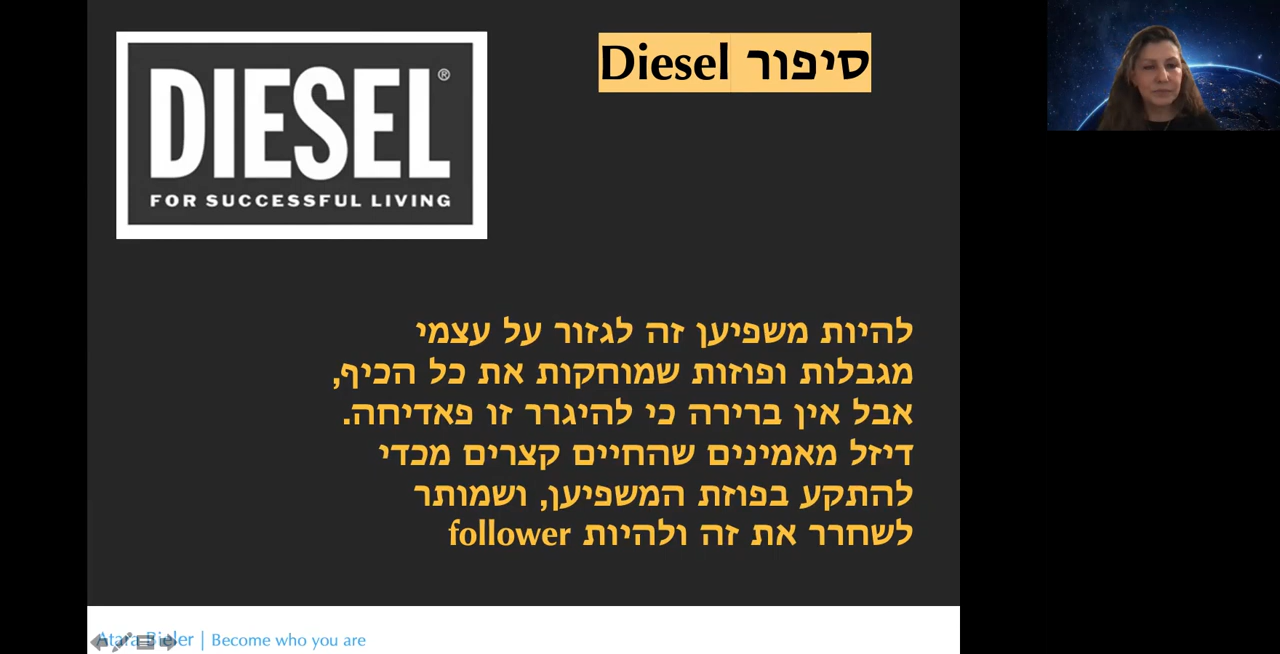 DIESEL®
FOR SUCCESSFUL LIVING
סיפור Diesel
להיות משפיען זה לגזור על עצמי
מגבלות ופוזות שמוחקות את כל הכיף,
אבל אין ברירה כי להיגרר זו פאדיחה.
דיזל מאמינים שהחיים קצרים מכדי
להתקע בפוזת המשפיען, ושמותר
לשחרר את זה ולהיות follower
Atara Bieler | Become who you are